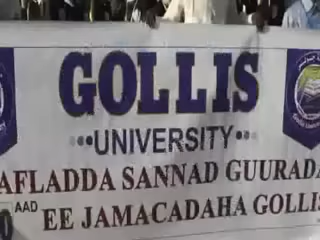 GOLLIS
UNIVERSITY
AFLADDA SANNAD GUURADA
AAD
EE JAMACADAHA GOLLIS